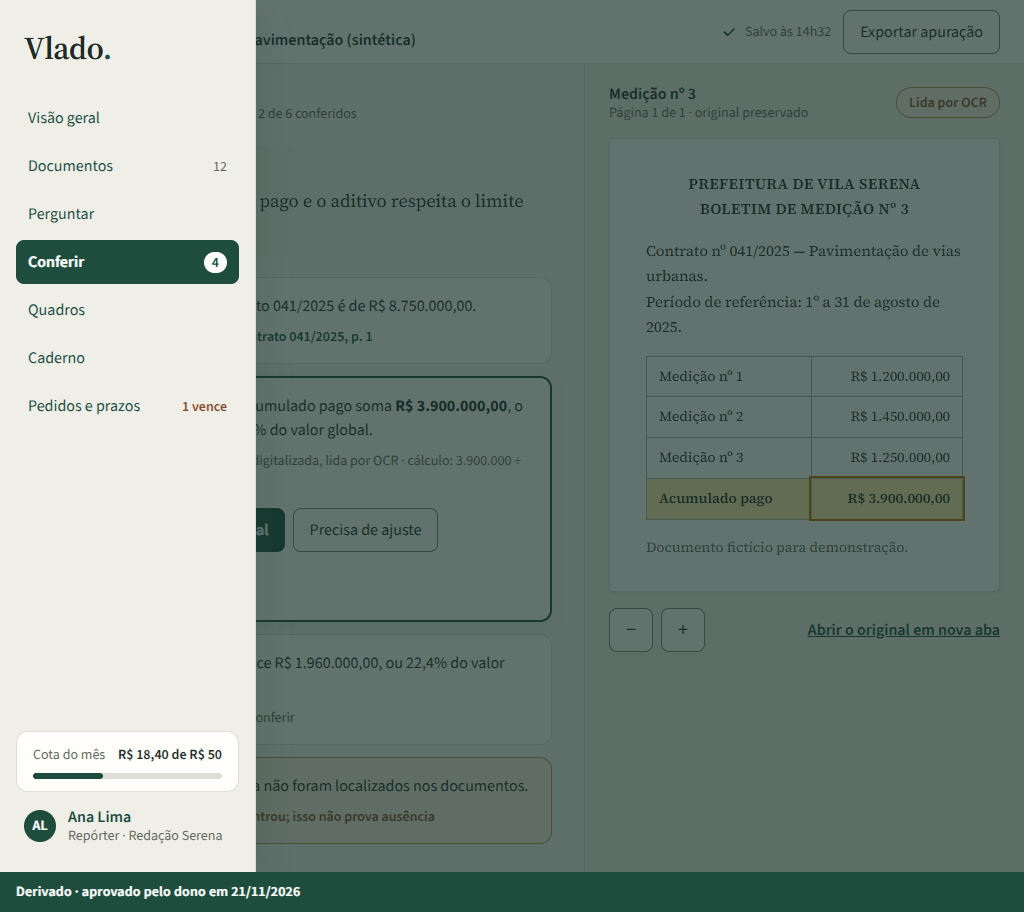 Vlado.
Visão geral
Documentos 12
Perguntar
Conferir 4
Quadros
Caderno
Pedidos e prazos 1 vence
Cota do mês R$ 18,40 de R$ 50
AL
Ana Lima
Repórter · Redação Serena
avimentação (sintética)
Salvo às 14h32
Exportar apuração
2 de 6 conferidos
pago e o aditivo respeita o limite
to 041/2025 é de R$ 8.750.000,00.
trato 041/2025, p. 1
umulado pago soma R$ 3.900.000,00, o
% do valor global.
digitalizada, lida por OCR · cálculo: 3.900.000 ÷
al
Precisa de ajuste
ce R$ 1.960.000,00, ou 22,4% do valor
onferir
a não foram localizados nos documentos.
ntrou; isso não prova ausência
Medição nº 3
Página 1 de 1 · original preservado
Lida por OCR
PREFEITURA DE VILA SERENA
BOLETIM DE MEDIÇÃO Nº 3
Contrato nº 041/2025 — Pavimentação de vias
urbanas.
Período de referência: 1º a 31 de agosto de
2025.
Medição nº 1 R$ 1.200.000,00
Medição nº 2 R$ 1.450.000,00
Medição nº 3 R$ 1.250.000,00
Acumulado pago R$ 3.900.000,00
Documento fictício para demonstração.
− +
Abrir o original em nova aba
Derivado · aprovado pelo dono em 21/11/2026